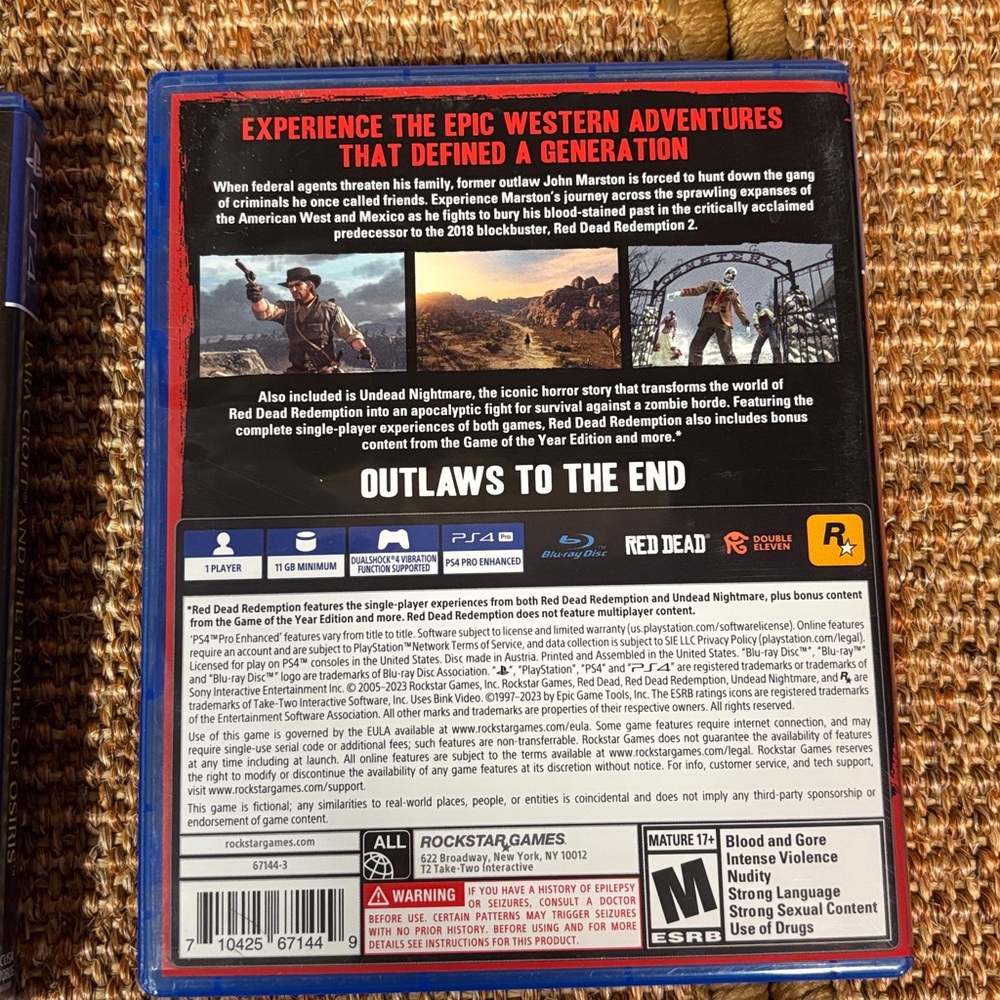 EXPERIENCE THE EPIC WESTERN ADVENTURES
THAT DEFINED A GENERATION
When federal agents threaten his family, former outlaw John Marston is forced to hunt down the gang
of criminals he once called friends. Experience Marston's journey across the sprawling expanses of
the American West and Mexico as he fights to bury his blood-stained past in the critically acclaimed
predecessor to the 2018 blockbuster, Red Dead Redemption 2.
CEMETERY
Also included is Undead Nightmare, the iconic horror story that transforms the world of
Red Dead Redemption into an apocalyptic fight for survival against a zombie horde. Featuring the
complete single-player experiences of both games, Red Dead Redemption also includes bonus
content from the Game of the Year Edition and more.*
OUTLAWS TO THE END
1 PLAYER
11 GB MINIMUM
DUALSHOCK®4 VIBRATION
FUNCTION SUPPORTED
PS4 Pro
PS4 PRO ENHANCED
Blu-ray Disc™
RED DEAD®
DOUBLE
ELEVEN
R
*Red Dead Redemption features the single-player experiences from both Red Dead Redemption and Undead Nightmare, plus bonus content
from the Game of the Year Edition and more. Red Dead Redemption does not feature multiplayer content.
'PS4™Pro Enhanced' features vary from title to title. Software subject to license and limited warranty (us.playstation.com/softwarelicense). Online features
require an account and are subject to PlayStation™Network Terms of Service, and data collection is subject to SIE LLC Privacy Policy (playstation.com/legal).
Licensed for play on PS4™ consoles in the United States. Disc made in Austria. Printed and Assembled in the United States. "Blu-ray Disc™", "Blu-ray™"
and "Blu-ray Disc™" logo are trademarks of Blu-ray Disc Association. "PS", "PlayStation", "PS4" and "PS4" are registered trademarks or trademarks of
Sony Interactive Entertainment Inc. © 2005-2023 Rockstar Games, Inc. Rockstar Games, Red Dead, Red Dead Redemption, Undead Nightmare, and R★ are
trademarks of Take-Two Interactive Software, Inc. Uses Bink Video. ©1997-2023 by Epic Game Tools, Inc. The ESRB ratings icons are registered trademarks
of the Entertainment Software Association. All other marks and trademarks are properties of their respective owners. All rights reserved.
Use of this game is governed by the EULA available at www.rockstargames.com/eula. Some game features require internet connection, and may
require single-use serial code or additional fees; such features are non-transferrable. Rockstar Games does not guarantee the availability of features
at any time including at launch. All online features are subject to the terms available at www.rockstargames.com/legal. Rockstar Games reserves
the right to modify or discontinue the availability of any game features at its discretion without notice. For info, customer service, and tech support,
visit www.rockstargames.com/support.
This game is fictional; any similarities to real-world places, people, or entities is coincidental and does not imply any third-party sponsorship or
endorsement of game content.
rockstargames.com
67144-3
7 10425 67144 9
ALL
ROCKSTAR GAMES
622 Broadway, New York, NY 10012
T2 Take-Two Interactive
WARNING IF YOU HAVE A HISTORY OF EPILEPSY
OR SEIZURES, CONSULT A DOCTOR
BEFORE USE. CERTAIN PATTERNS MAY TRIGGER SEIZURES
WITH NO PRIOR HISTORY. BEFORE USING AND FOR MORE
DETAILS SEE INSTRUCTIONS FOR THIS PRODUCT.
MATURE 17+
M
ESRB
Blood and Gore
Intense Violence
Nudity
Strong Language
Strong Sexual Content
Use of Drugs
PS4
LARA CROFT AND THE TEMPLE OF OSIRIS
CUSA